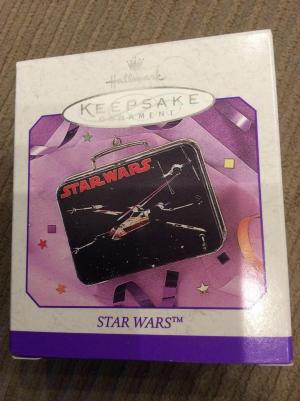 Hallmark
KEEPSAKE
ORNAMENT
STAR WARS
STAR WARS™